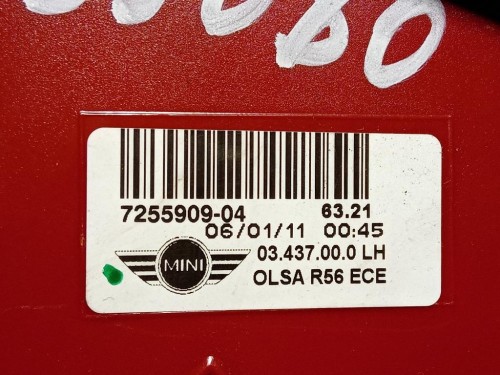 7255909-04 63.21
06/01/11 00:45
MINI
03.437.00.0 LH
OLSA R56 ECE